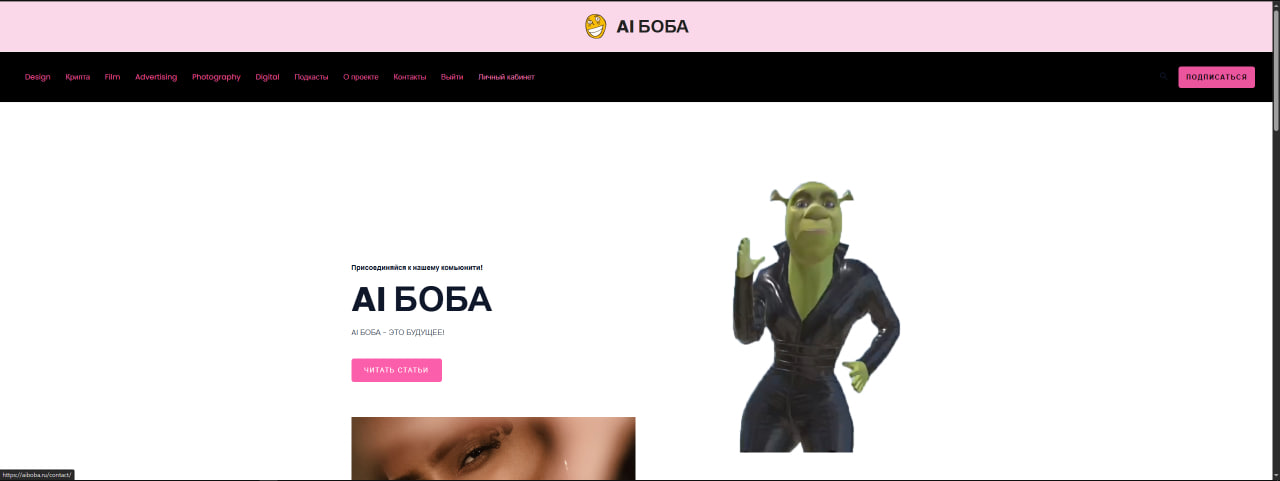 AI БОБА
Design Крипта Film Advertising Photography Digital Подкасты О проекте Контакты Выйти Личный кабинет ПОДПИСАТЬСЯ
Присоединяйся к нашему комьюнити!
AI БОБА
AI БОБА - ЭТО БУДУЩЕЕ!
ЧИТАТЬ СТАТЬИ
https://aiboba.ru/contact/